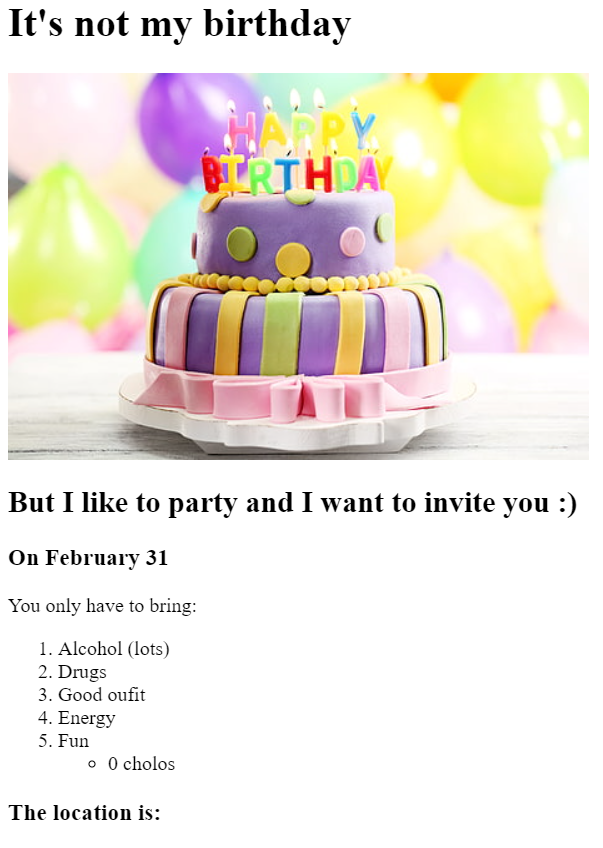 It's not my birthday
HAPPY
BIRTHDAY
But I like to party and I want to invite you :)
On February 31
You only have to bring:
1. Alcohol (lots)
2. Drugs
3. Good oufit
4. Energy
5. Fun
0 cholos
The location is: